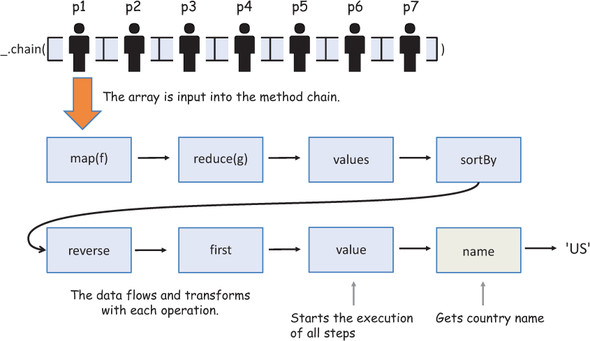 p1 p2 p3 p4 p5 p6 p7
_.chain( )
The array is input into the method chain.
map(f) reduce(g) values sortBy
reverse first value name 'US'
The data flows and transforms
with each operation.
Starts the execution
of all steps
Gets country name